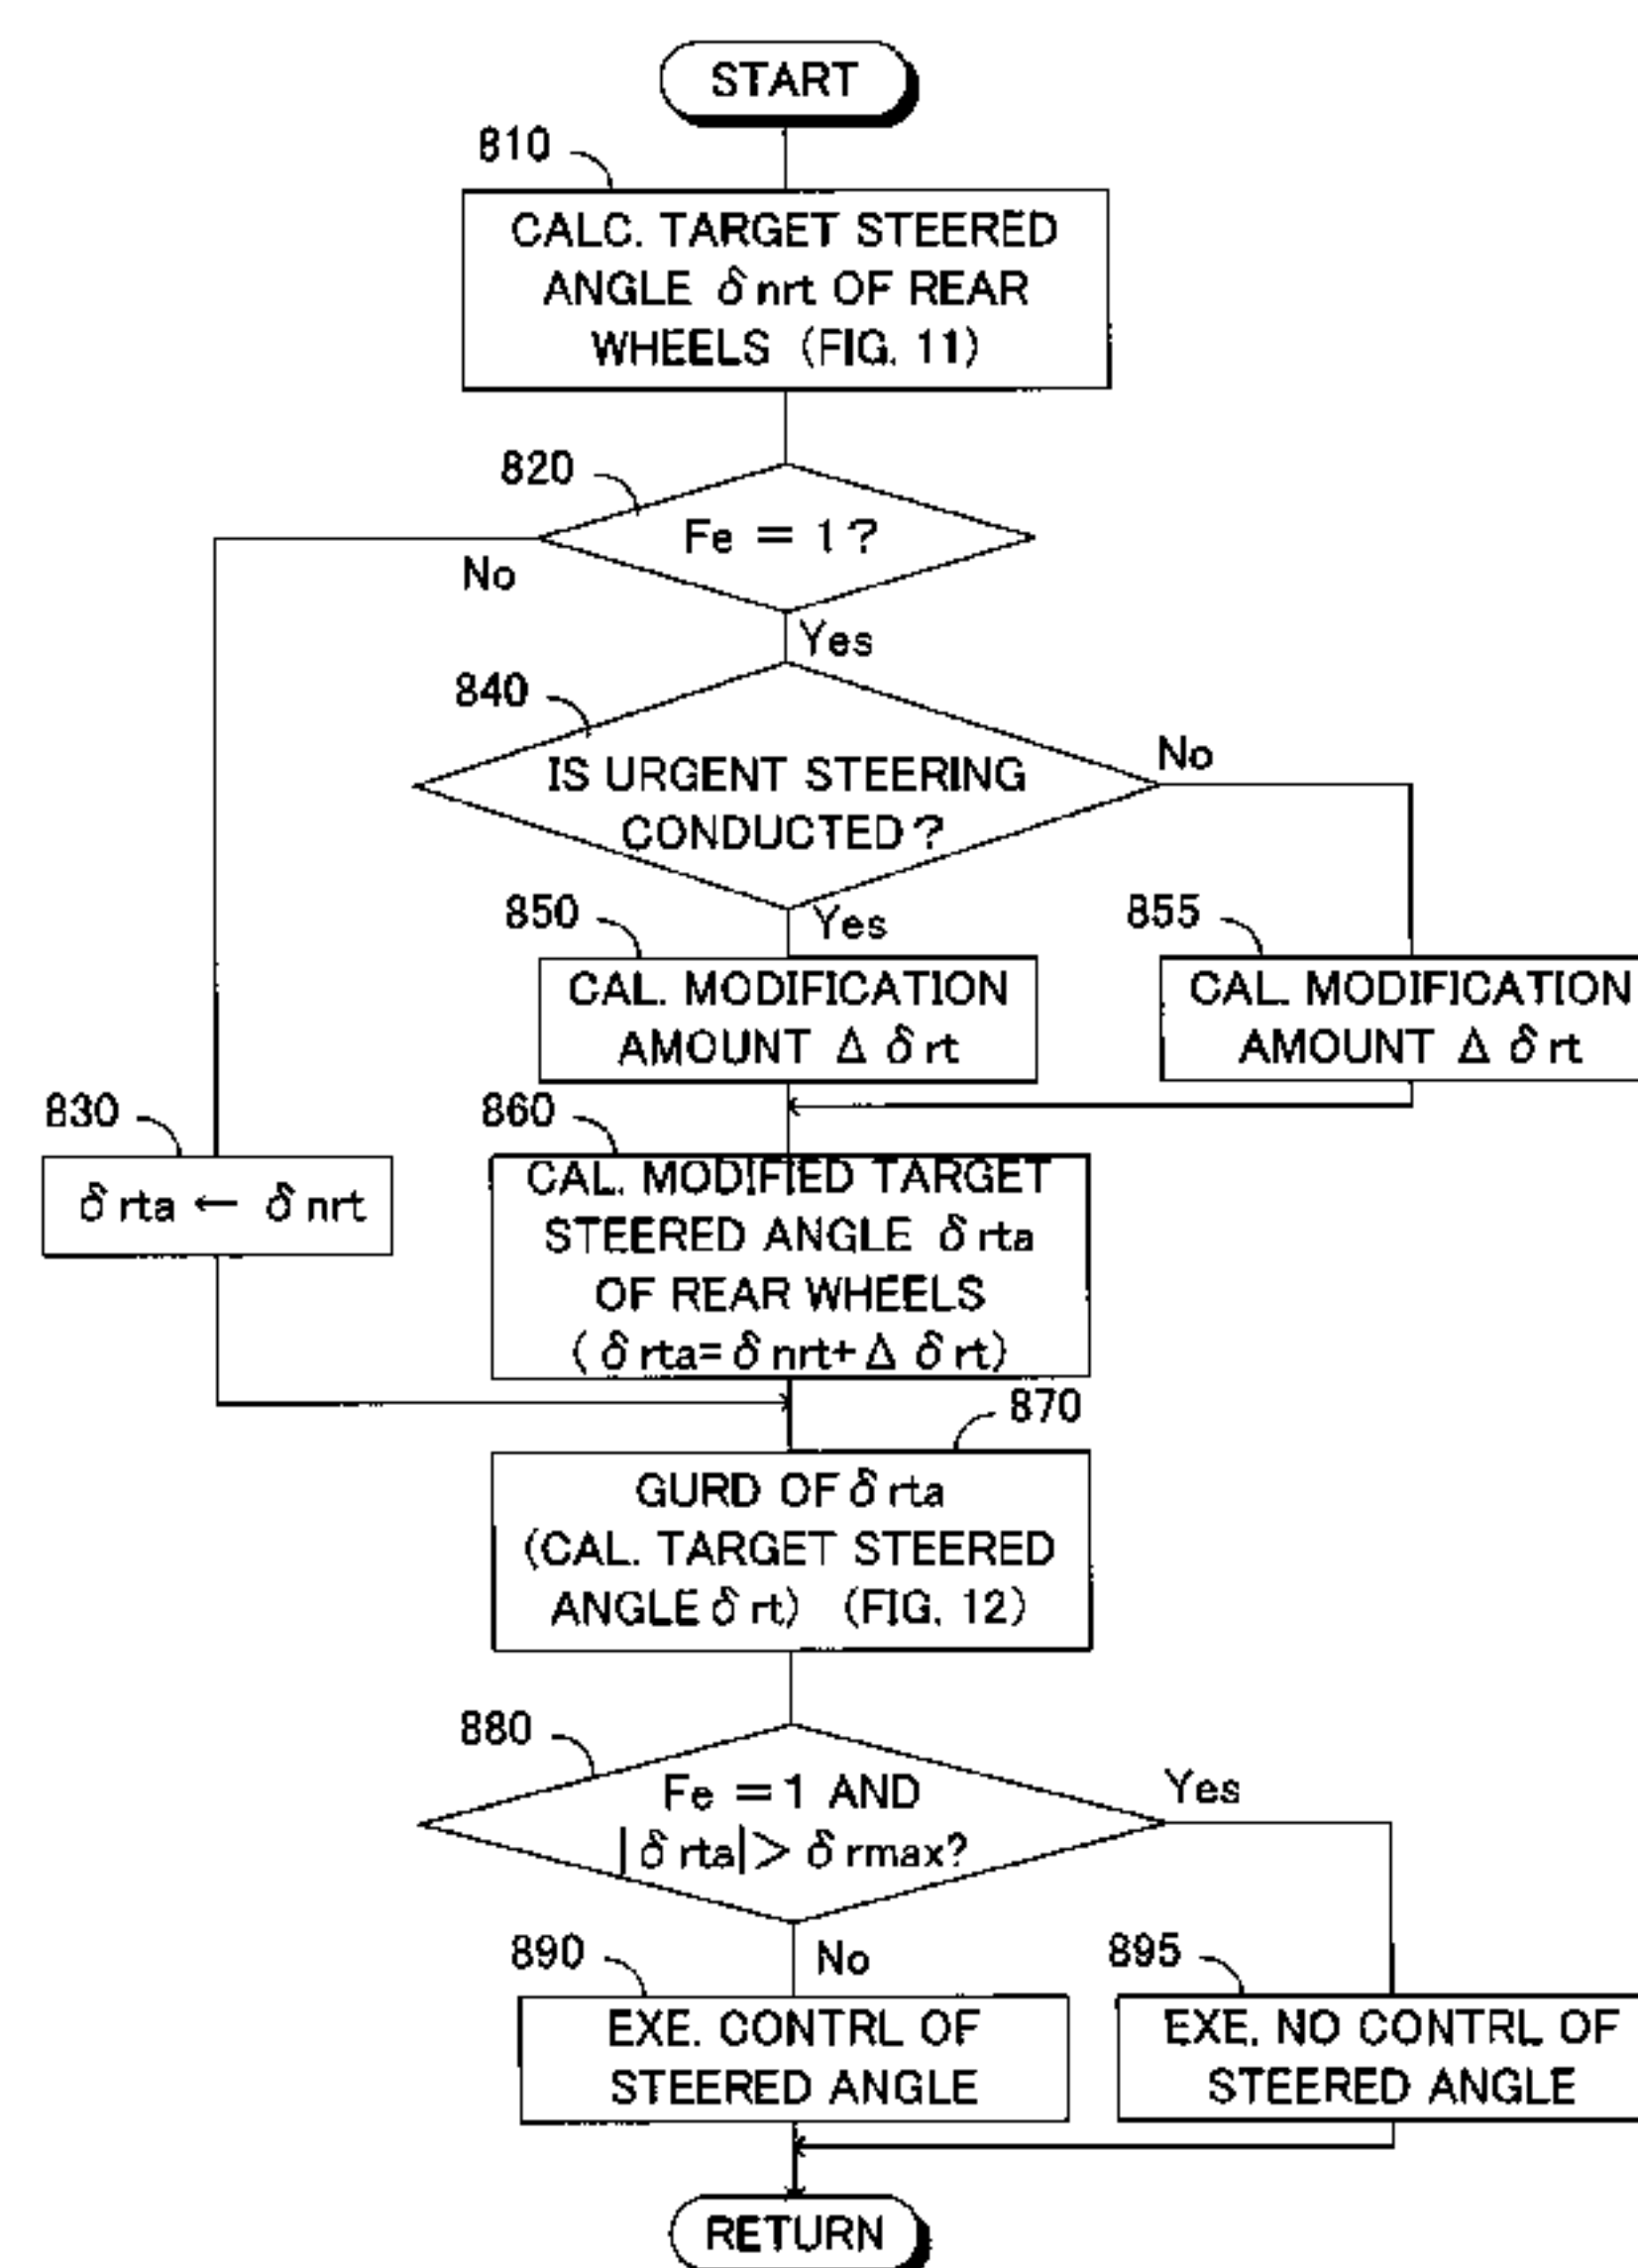 START
810
CALC. TARGET STEERED
ANGLE δnrt OF REAR
WHEELS (FIG. 11)
820
Fe = 1?
No
Yes
840
IS URGENT STEERING
CONDUCTED?
No
Yes
850
CAL. MODIFICATION
AMOUNT Δ δrt
855
CAL. MODIFICATION
AMOUNT Δ δrt
830
δrta ← δnrt
860
CAL. MODIFIED TARGET
STEERED ANGLE δrta
OF REAR WHEELS
(δrta=δnrt+Δ δrt)
870
GURD OF δrta
(CAL. TARGET STEERED
ANGLE δrt) (FIG. 12)
880
Fe =1 AND
|δrta|> δrmax?
Yes
No
890
EXE. CONTRL OF
STEERED ANGLE
895
EXE. NO CONTRL OF
STEERED ANGLE
RETURN